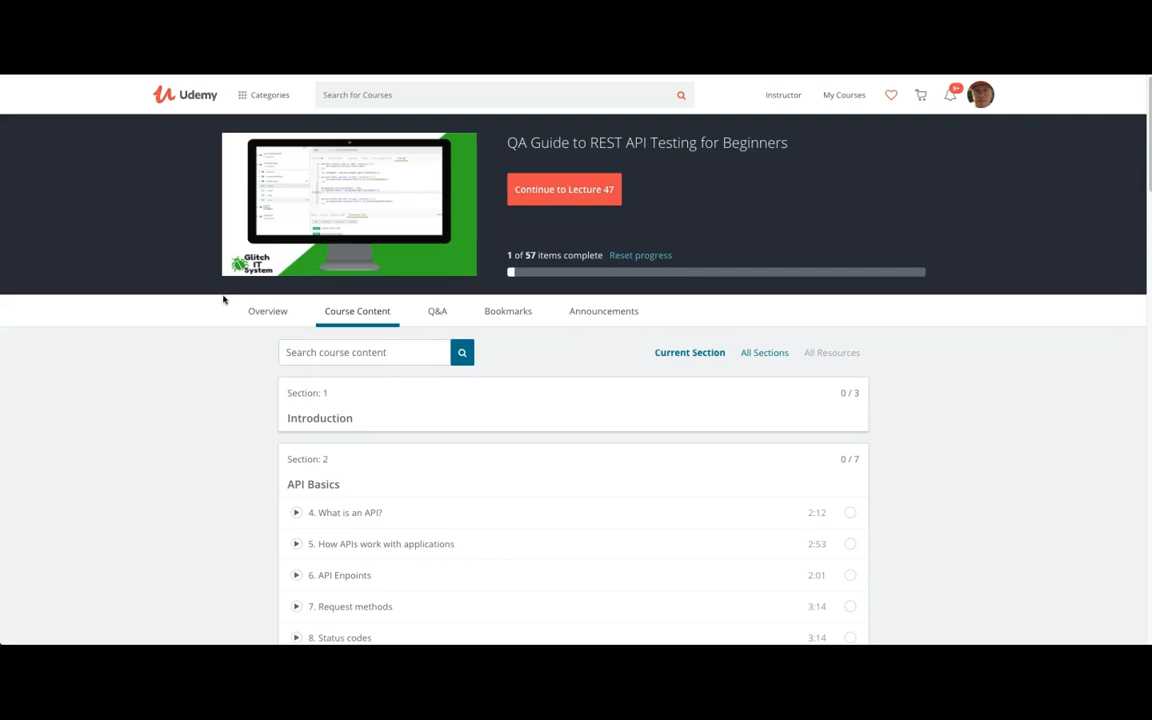 Udemy
Categories
Search for Courses
Instructor
My Courses
9+
QA Guide to REST API Testing for Beginners
Continue to Lecture 47
1 of 57 items complete Reset progress
Glitch
IT
System
Overview
Course Content
Q&A
Bookmarks
Announcements
Search course content
Current Section
All Sections
All Resources
Section: 1
0 / 3
Introduction
Section: 2
0 / 7
API Basics
4. What is an API?
2:12
5. How APIs work with applications
2:53
6. API Enpoints
2:01
7. Request methods
3:14
8. Status codes
3:14